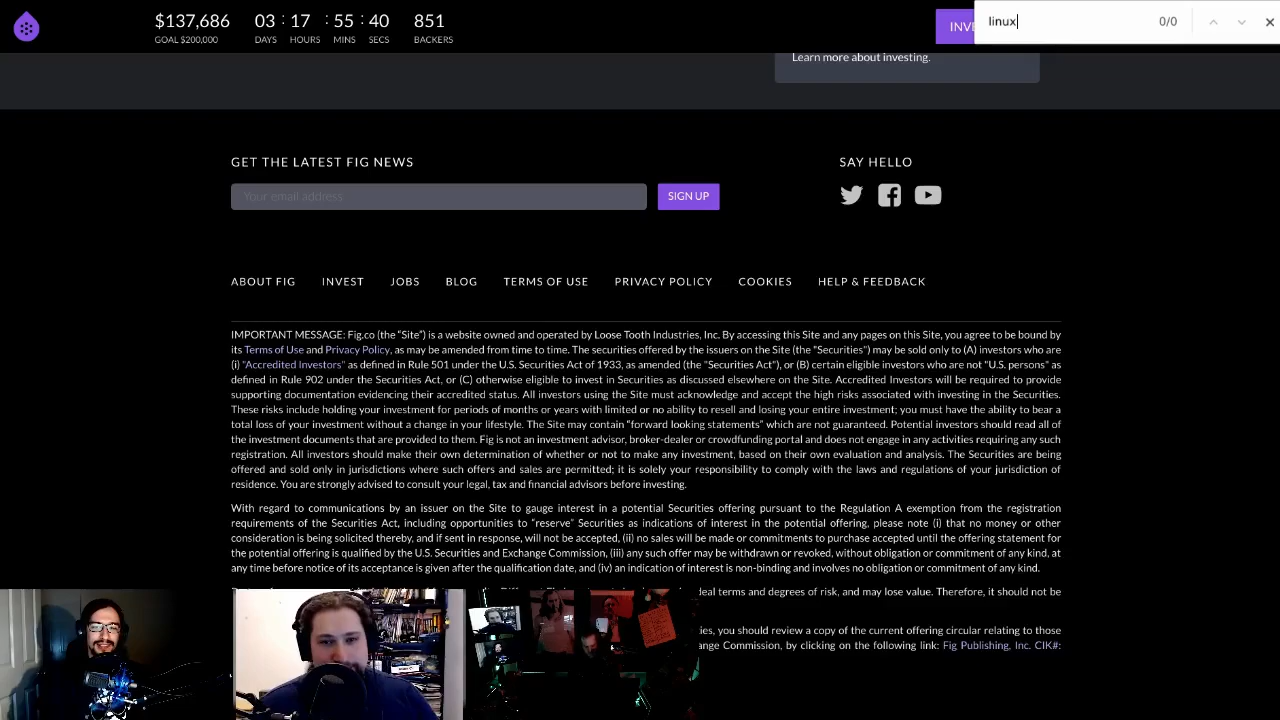 $137,686
GOAL $200,000
03 : 17 : 55 : 40
DAYS HOURS MINS SECS
851
BACKERS
INVE
linux
0/0
Learn more about investing.
GET THE LATEST FIG NEWS
Your email address
SIGN UP
SAY HELLO
ABOUT FIG INVEST JOBS BLOG TERMS OF USE PRIVACY POLICY COOKIES HELP & FEEDBACK
IMPORTANT MESSAGE: Fig.co (the “Site”) is a website owned and operated by Loose Tooth Industries, Inc. By accessing this Site and any pages on this Site, you agree to be bound by
its Terms of Use and Privacy Policy, as may be amended from time to time. The securities offered by the issuers on the Site (the "Securities”) may be sold only to (A) investors who are
(i) "Accredited Investors" as defined in Rule 501 under the U.S. Securities Act of 1933, as amended (the "Securities Act”), or (B) certain eligible investors who are not "U.S. persons” as
defined in Rule 902 under the Securities Act, or (C) otherwise eligible to invest in Securities as discussed elsewhere on the Site. Accredited Investors will be required to provide
supporting documentation evidencing their accredited status. All investors using the Site must acknowledge and accept the high risks associated with investing in the Securities.
These risks include holding your investment for periods of months or years with limited or no ability to resell and losing your entire investment; you must have the ability to bear a
total loss of your investment without a change in your lifestyle. The Site may contain “forward looking statements” which are not guaranteed. Potential investors should read all of
the investment documents that are provided to them. Fig is not an investment advisor, broker-dealer or crowdfunding portal and does not engage in any activities requiring any such
registration. All investors should make their own determination of whether or not to make any investment, based on their own evaluation and analysis. The Securities are being
offered and sold only in jurisdictions where such offers and sales are permitted; it is solely your responsibility to comply with the laws and regulations of your jurisdiction of
residence. You are strongly advised to consult your legal, tax and financial advisors before investing.
With regard to communications by an issuer on the Site to gauge interest in a potential Securities offering pursuant to the Regulation A exemption from the registration
requirements of the Securities Act, including opportunities to “reserve” Securities as indications of interest in the potential offering, please note (i) that no money or other
consideration is being solicited thereby, and if sent in response, will not be accepted, (ii) no sales will be made or commitments to purchase accepted until the offering statement for
the potential offering is qualified by the U.S. Securities and Exchange Commission, (iii) any such offer may be withdrawn or revoked, without obligation or commitment of any kind, at
any time before notice of its acceptance is given after the qualification date, and (iv) an indication of interest is non-binding and involves no obligation or commitment of any kind.
deal terms and degrees of risk, and may lose value. Therefore, it should not be
ties, you should review a copy of the current offering circular relating to those
ange Commission, by clicking on the following link: Fig Publishing, Inc. CIK#: